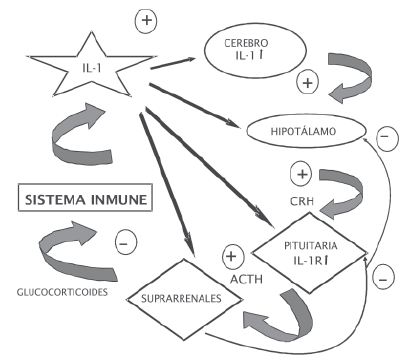 +
IL-1
CEREBRO
IL-1↑
+
HIPOTÁLAMO
−
+
CRH
SISTEMA INMUNE
−
+
ACTH
PITUITARIA
IL-1R↑
−
GLUCOCORTICOIDES
SUPRARRENALES